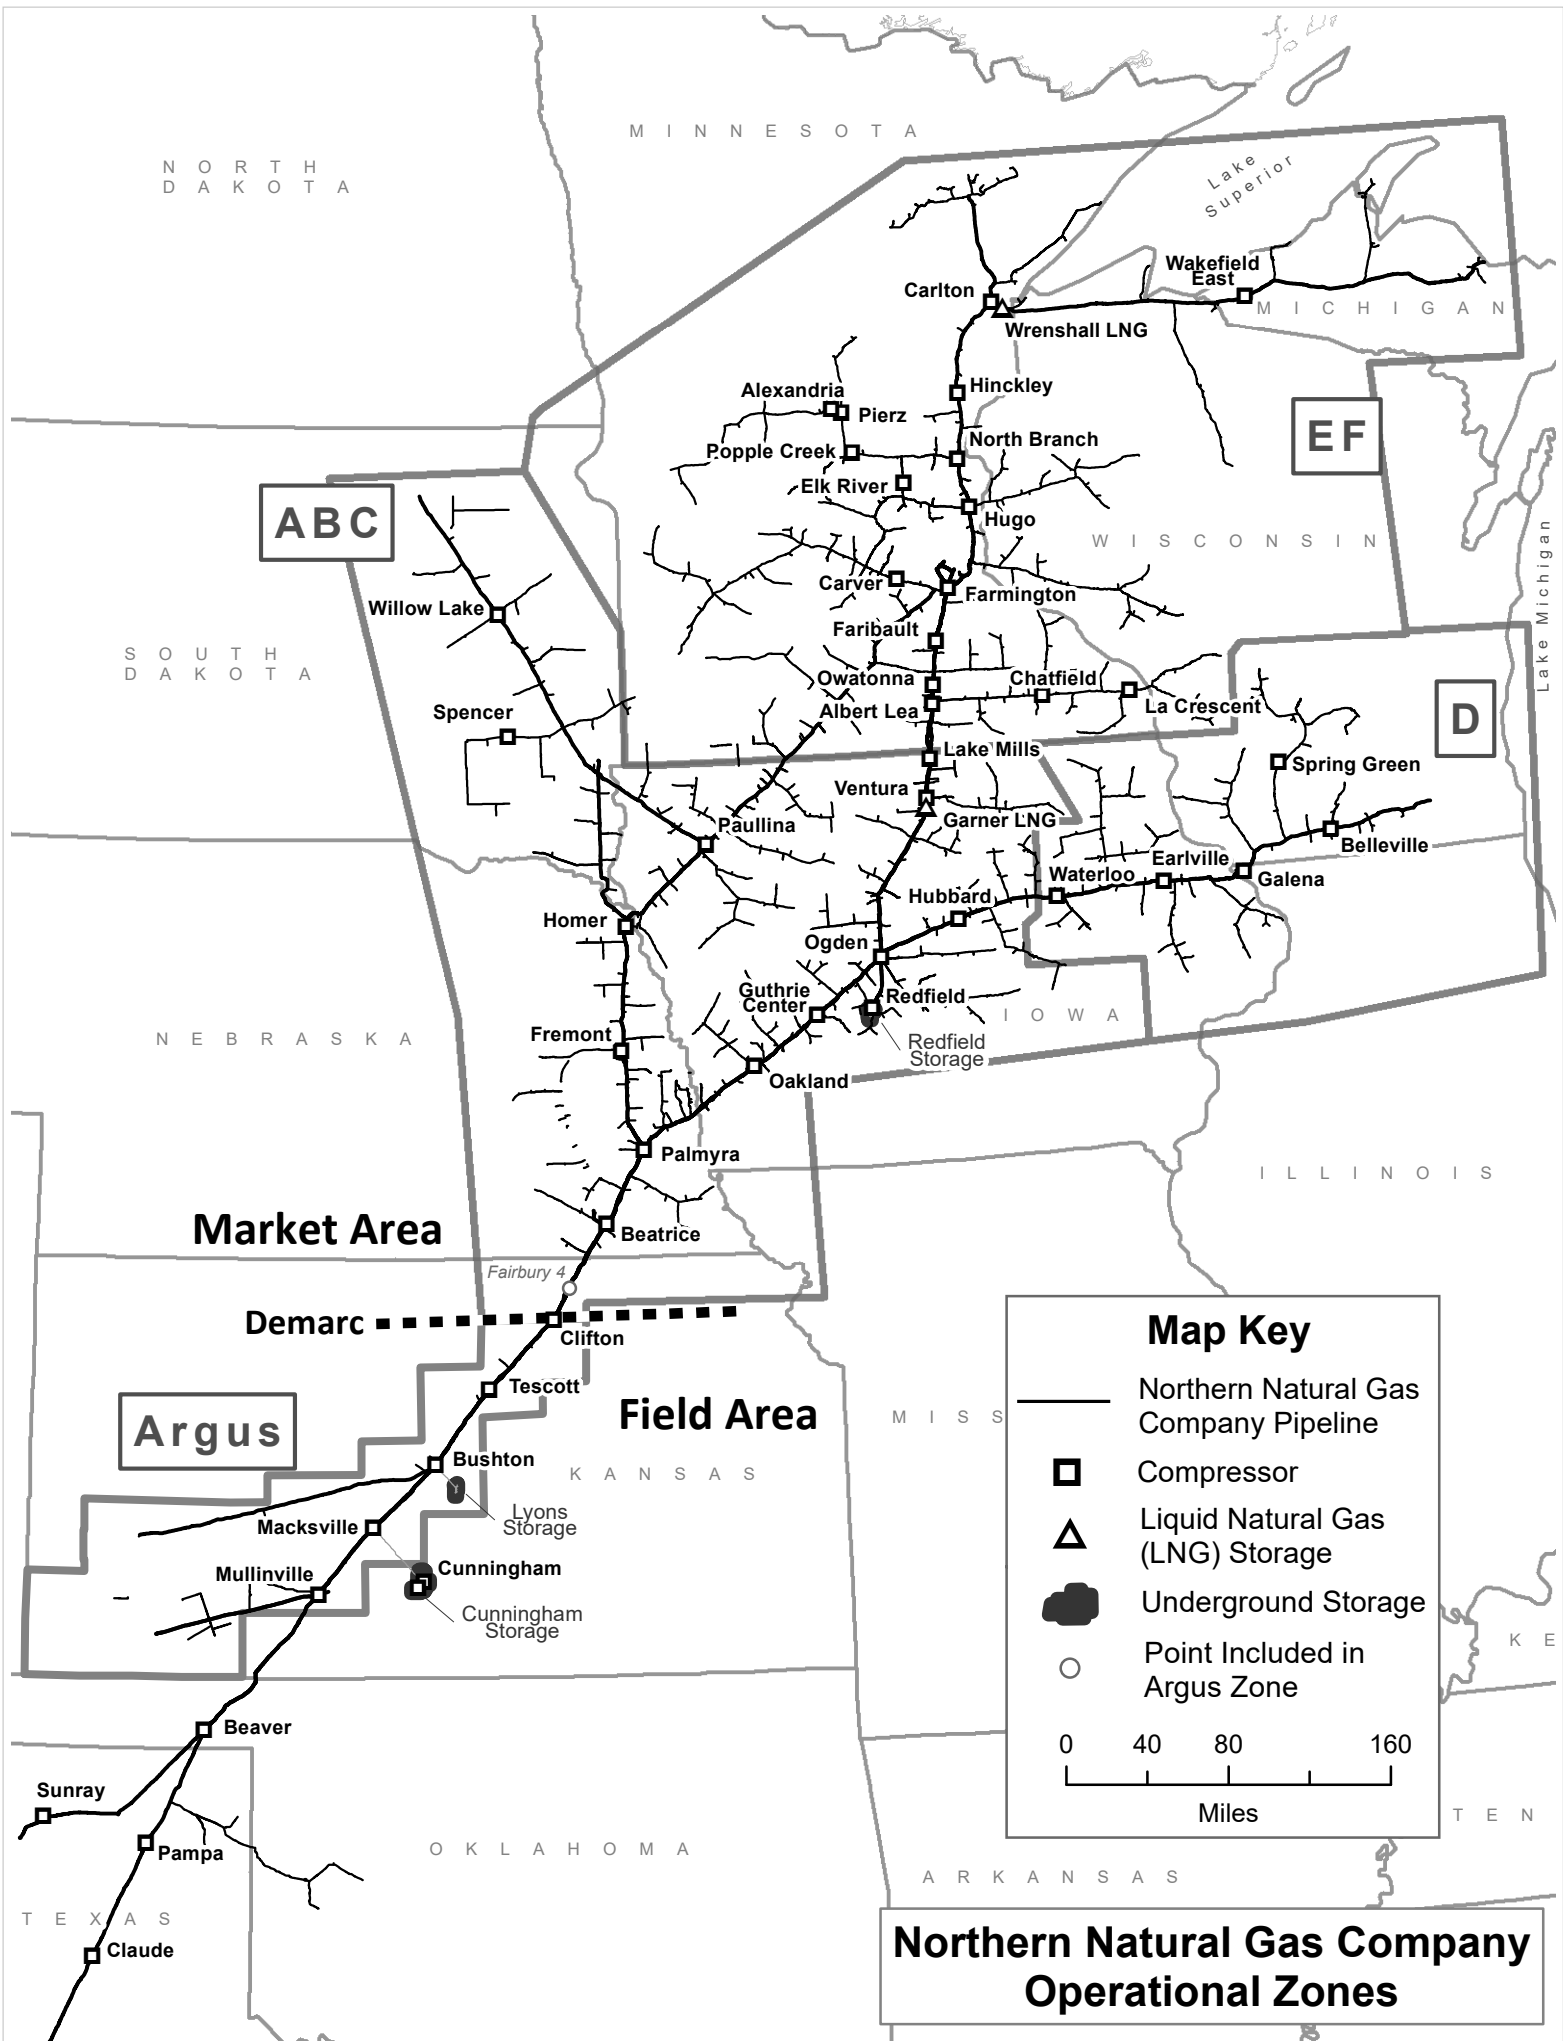 M I N N E S O T A
N O R T H
D A K O T A
Lake
Superior
Wakefield
East
Carlton
M I C H I G A N
Wrenshall LNG
Hinckley
Alexandria
Pierz
EF
North Branch
Popple Creek
Elk River
ABC
Hugo
W I S C O N S I N
Lake Michigan
Carver
Farmington
Willow Lake
Faribault
S O U T H
D A K O T A
Owatonna
Chatfield
La Crescent
Albert Lea
Spencer
D
Lake Mills
Spring Green
Ventura
Garner LNG
Paullina
Belleville
Earlville
Waterloo
Galena
Hubbard
Homer
Ogden
Guthrie
Center
Redfield
I O W A
Fremont
N E B R A S K A
Redfield
Storage
Oakland
Palmyra
I L L I N O I S
Market Area
Beatrice
Fairbury 4
Demarc
Clifton
Tescott
Field Area
Argus
M I S S
Bushton
K A N S A S
Lyons
Storage
Macksville
Cunningham
Mullinville
Cunningham
Storage
K E
Beaver
Sunray
Pampa
O K L A H O M A
T E N
A R K A N S A S
T E X A S
Claude
Map Key
Northern Natural Gas
Company Pipeline
Compressor
Liquid Natural Gas
(LNG) Storage
Underground Storage
Point Included in
Argus Zone
0 40 80 160
Miles
Northern Natural Gas Company
Operational Zones